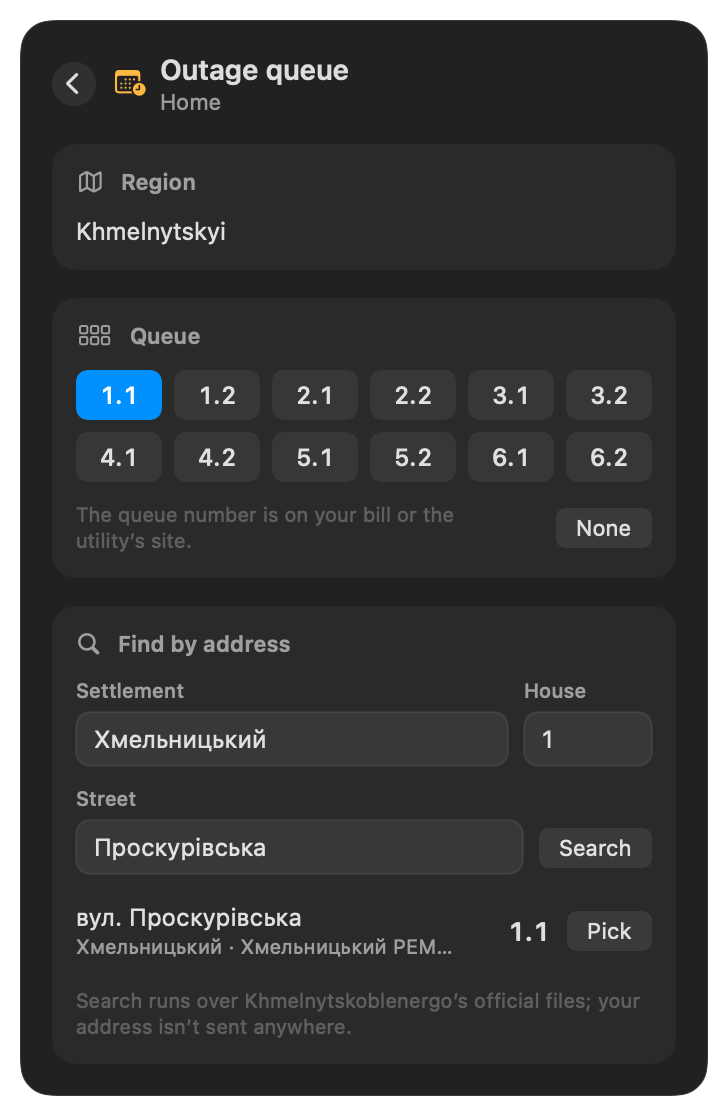 Outage queue
Home
Region
Khmelnytskyi
Queue
1.1 1.2 2.1 2.2 3.1 3.2
4.1 4.2 5.1 5.2 6.1 6.2
The queue number is on your bill or the
utility’s site.
None
Find by address
Settlement House
Хмельницький 1
Street
Проскурівська Search
вул. Проскурівська
Хмельницький · Хмельницький РЕМ…
1.1 Pick
Search runs over Khmelnytskoblenergo’s official files; your
address isn’t sent anywhere.